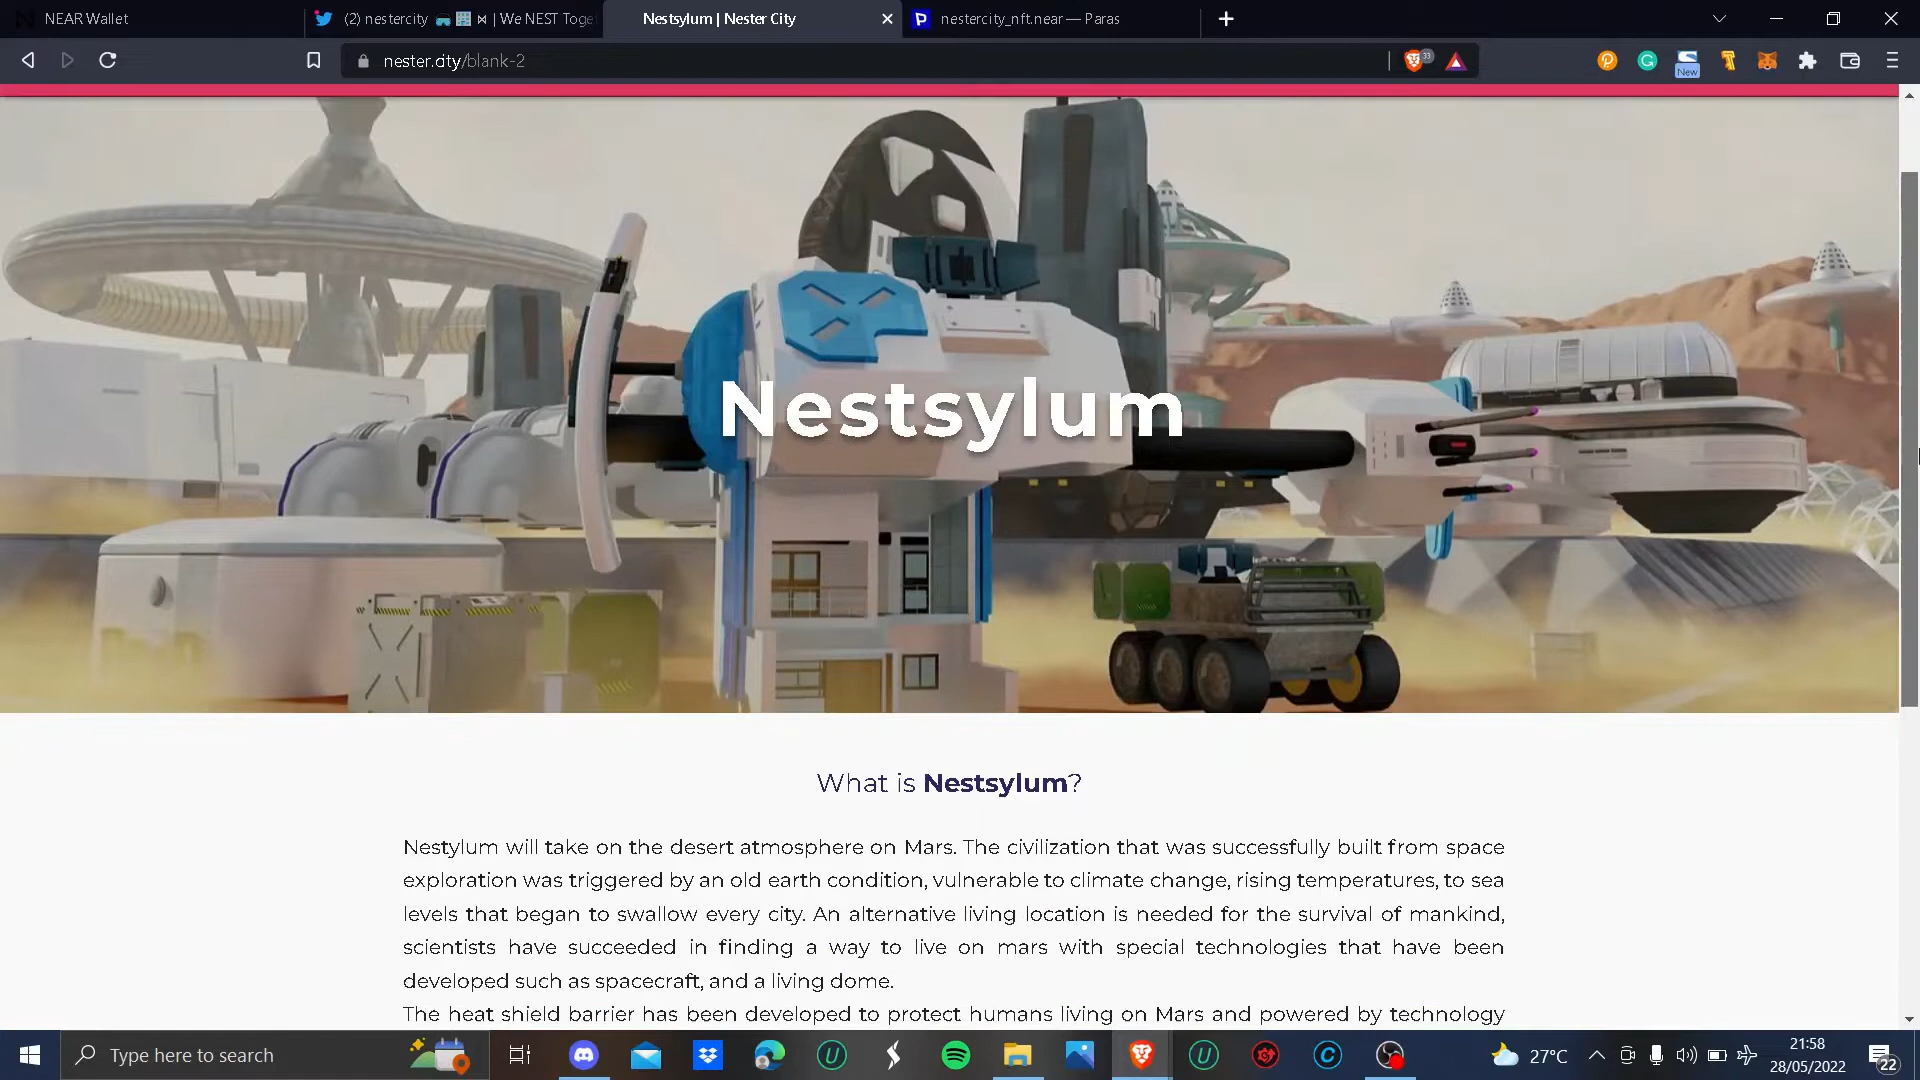 NEAR Wallet
(2) nestercity | We NEST Toge
Nestsylum | Nester City
nestercity_nft.near — Paras
nester.city/blank-2
33
New
Nestsylum
What is Nestsylum?
Nestylum will take on the desert atmosphere on Mars. The civilization that was successfully built from space
exploration was triggered by an old earth condition, vulnerable to climate change, rising temperatures, to sea
levels that began to swallow every city. An alternative living location is needed for the survival of mankind,
scientists have succeeded in finding a way to live on mars with special technologies that have been
developed such as spacecraft, and a living dome.
The heat shield barrier has been developed to protect humans living on Mars and powered by technology
Type here to search
27°C
21:58
28/05/2022
22